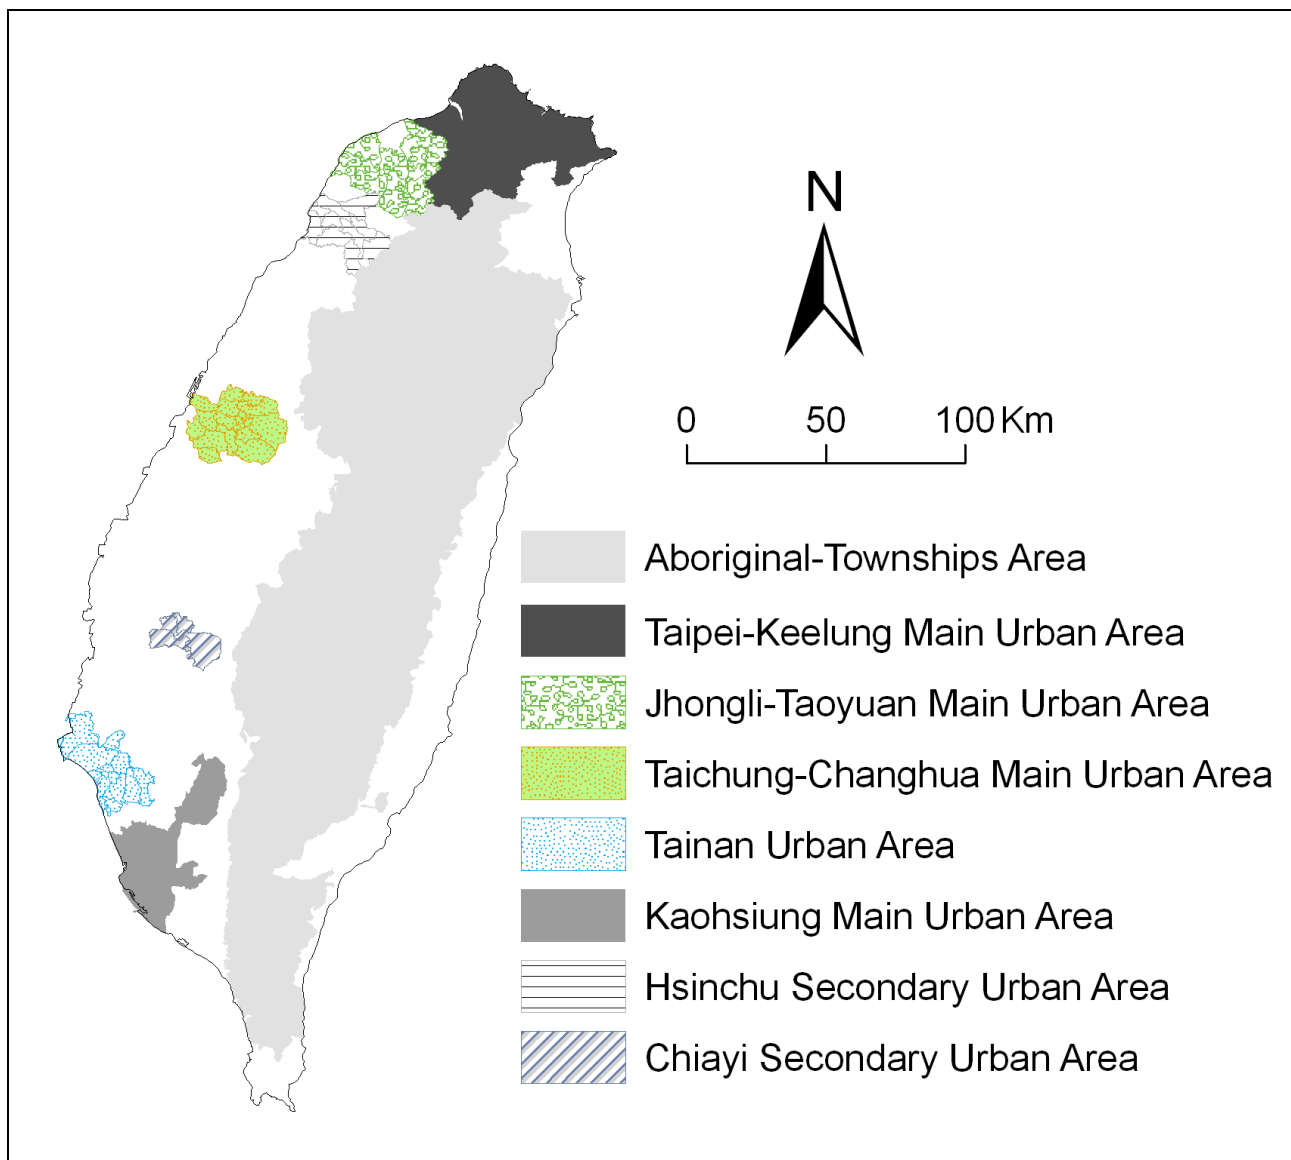 N
0 50 100 Km
Aboriginal-Townships Area
Taipei-Keelung Main Urban Area
Jhongli-Taoyuan Main Urban Area
Taichung-Changhua Main Urban Area
Tainan Urban Area
Kaohsiung Main Urban Area
Hsinchu Secondary Urban Area
Chiayi Secondary Urban Area